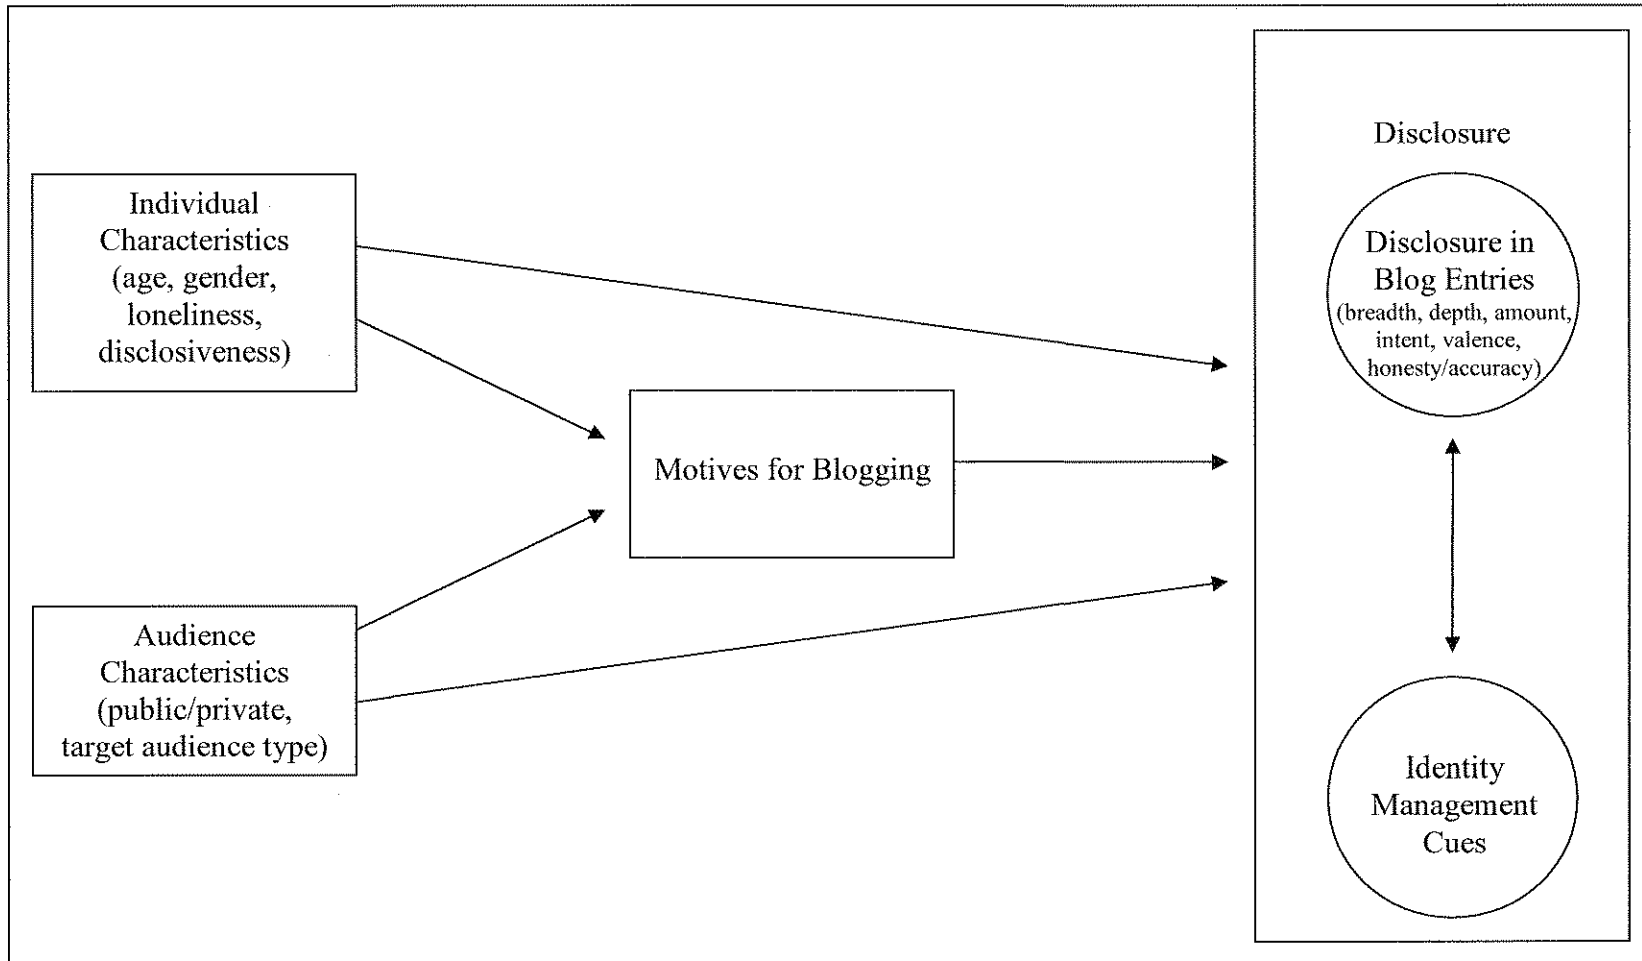 Individual
Characteristics
(age, gender,
loneliness,
disclosiveness)
Audience
Characteristics
(public/private,
target audience type)
Motives for Blogging
Disclosure
Disclosure in
Blog Entries
(breadth, depth, amount,
intent, valence,
honesty/accuracy)
Identity
Management
Cues